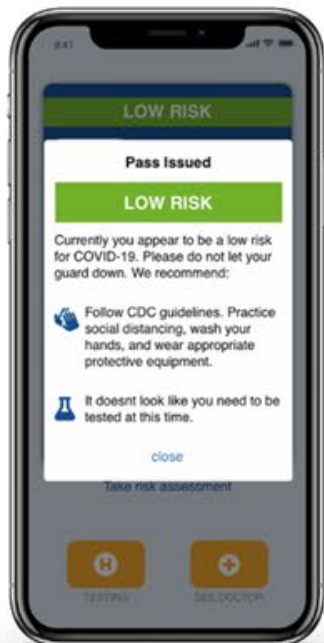 9:41
LOW RISK
Pass Issued
LOW RISK
Currently you appear to be a low risk
for COVID-19. Please do not let your
guard down. We recommend:
Follow CDC guidelines. Practice
social distancing, wash your
hands, and wear appropriate
protective equipment.
It doesnt look like you need to be
tested at this time.
close
Take risk assessment
H
TESTING
SEE DOCTOR